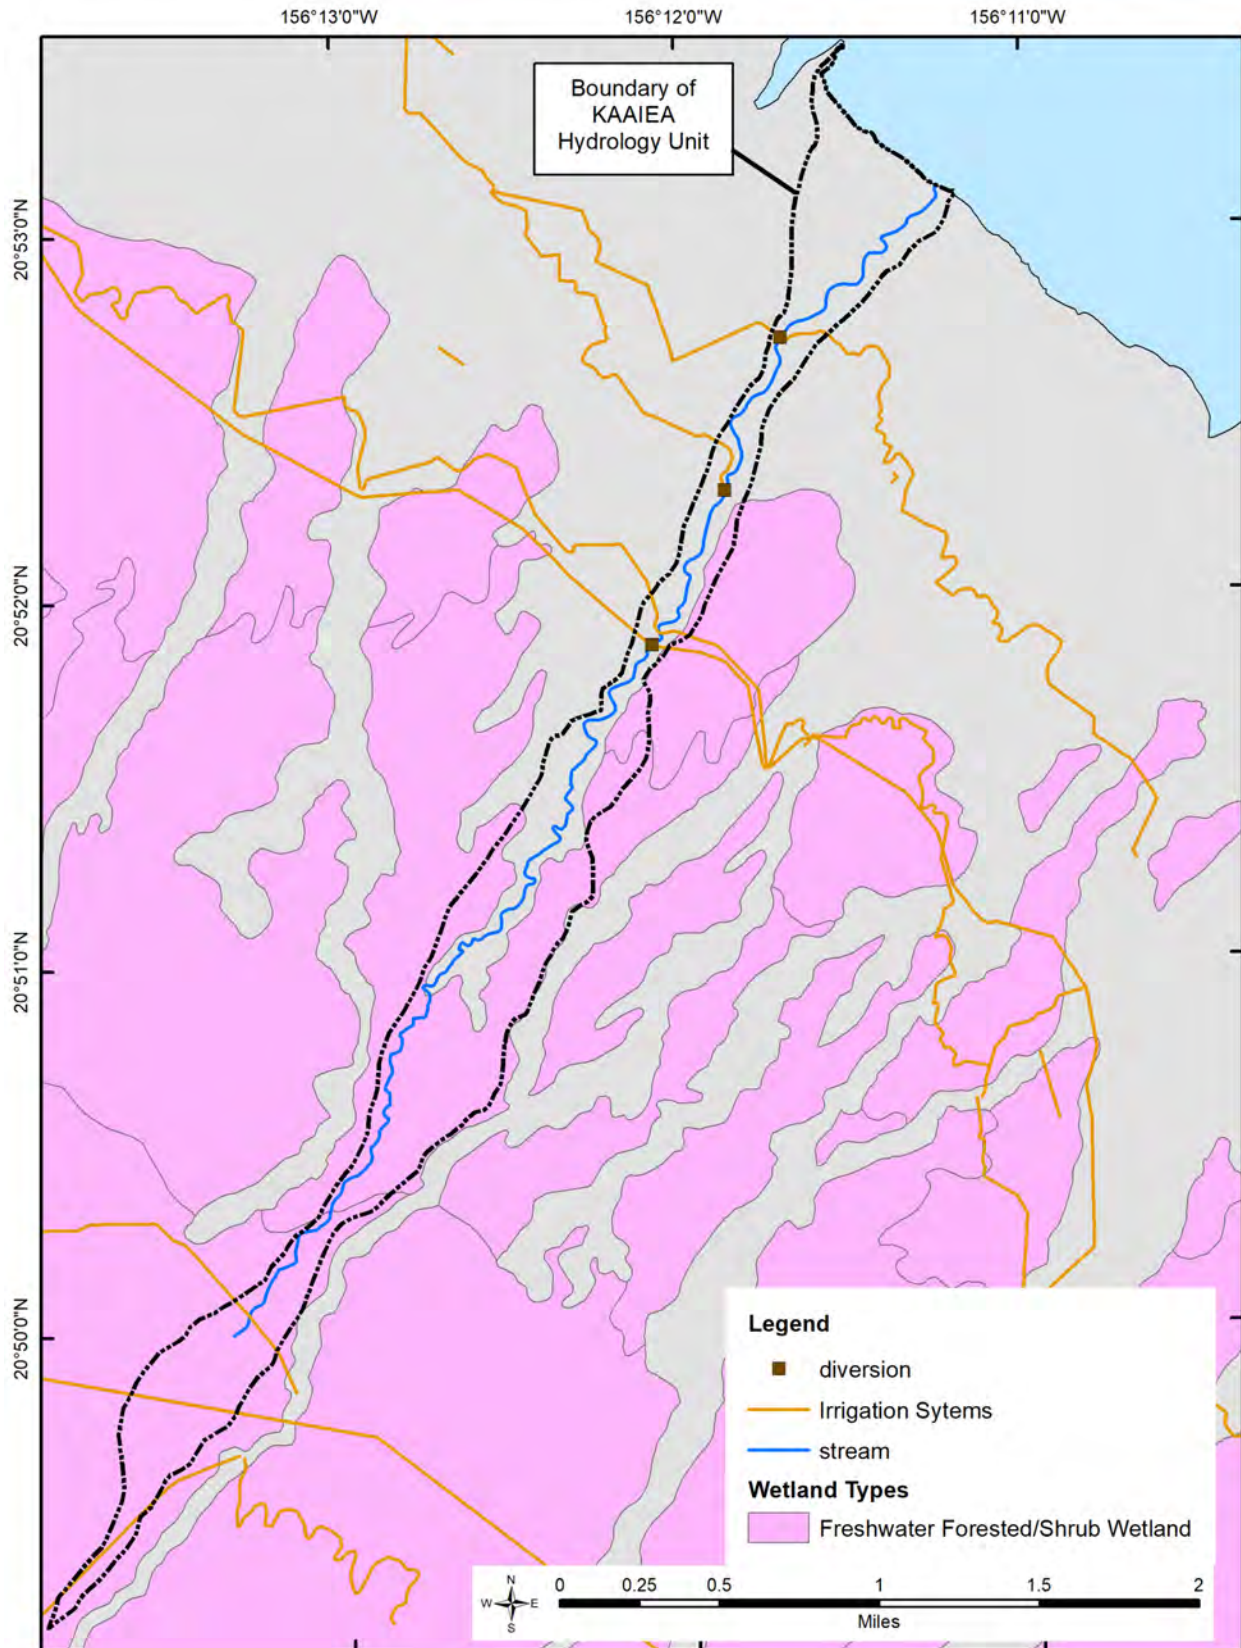 156°13'0"W
156°12'0"W
156°11'0"W
Boundary of
KAAIEA
Hydrology Unit
20°53'0"N
20°52'0"N
20°51'0"N
20°50'0"N
Legend
diversion
Irrigation Sytems
stream
Wetland Types
Freshwater Forested/Shrub Wetland
N
W E
S
0 0.25 0.5 1 1.5 2
Miles